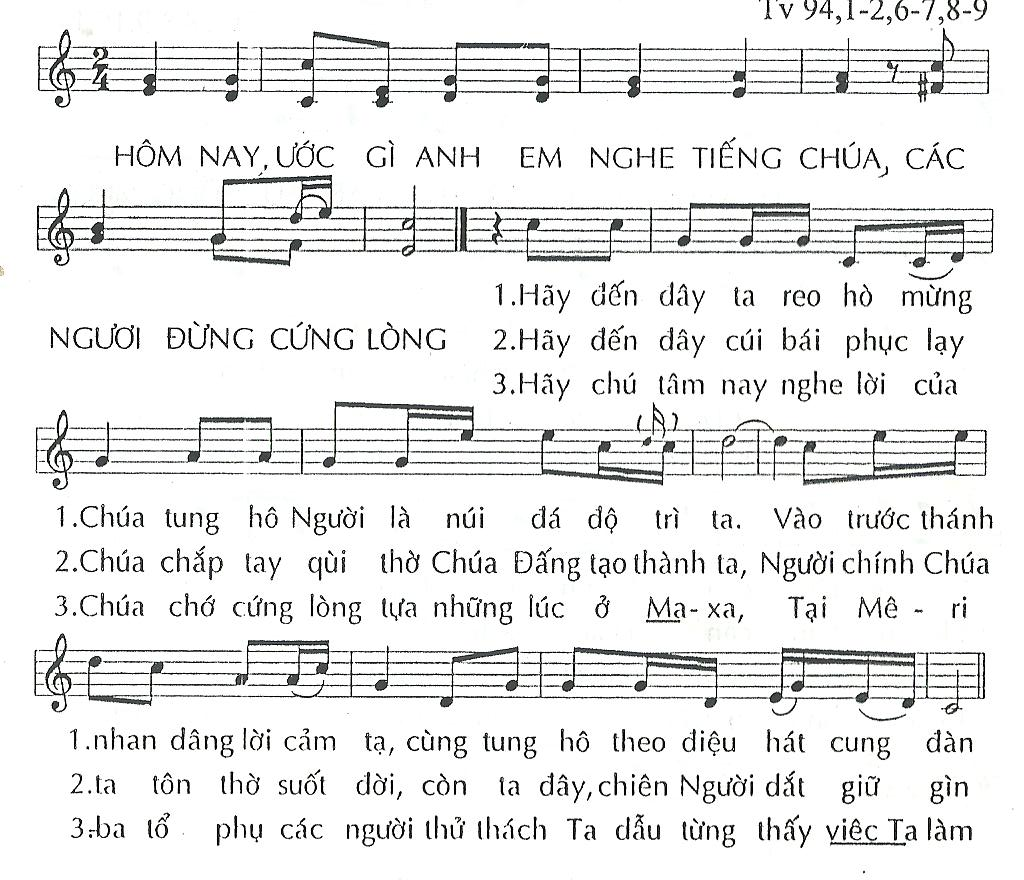 Tv 94,1-2,6-7,8-9
2
4
HÔM NAY, ƯỚC GÌ ANH EM NGHE TIẾNG CHÚA, CÁC
1.Hãy đến đây ta reo hò mừng
NGƯƠI ĐỪNG CỨNG LÒNG 2.Hãy đến đây cúi bái phục lạy
3.Hãy chú tâm nay nghe lời của
1.Chúa tung hô Người là núi đá độ trì ta. Vào trước thánh
2.Chúa chắp tay qùi thờ Chúa Đấng tạo thành ta, Người chính Chúa
3.Chúa chớ cứng lòng tựa những lúc ở Ma-xa, Tại Mê - ri
1.nhan dâng lời cảm tạ, cùng tung hô theo điệu hát cung đàn
2.ta tôn thờ suốt đời, còn ta đây, chiên Người dắt giữ gìn
3.-ba tổ phụ các người thử thách Ta dẫu từng thấy việc Ta làm